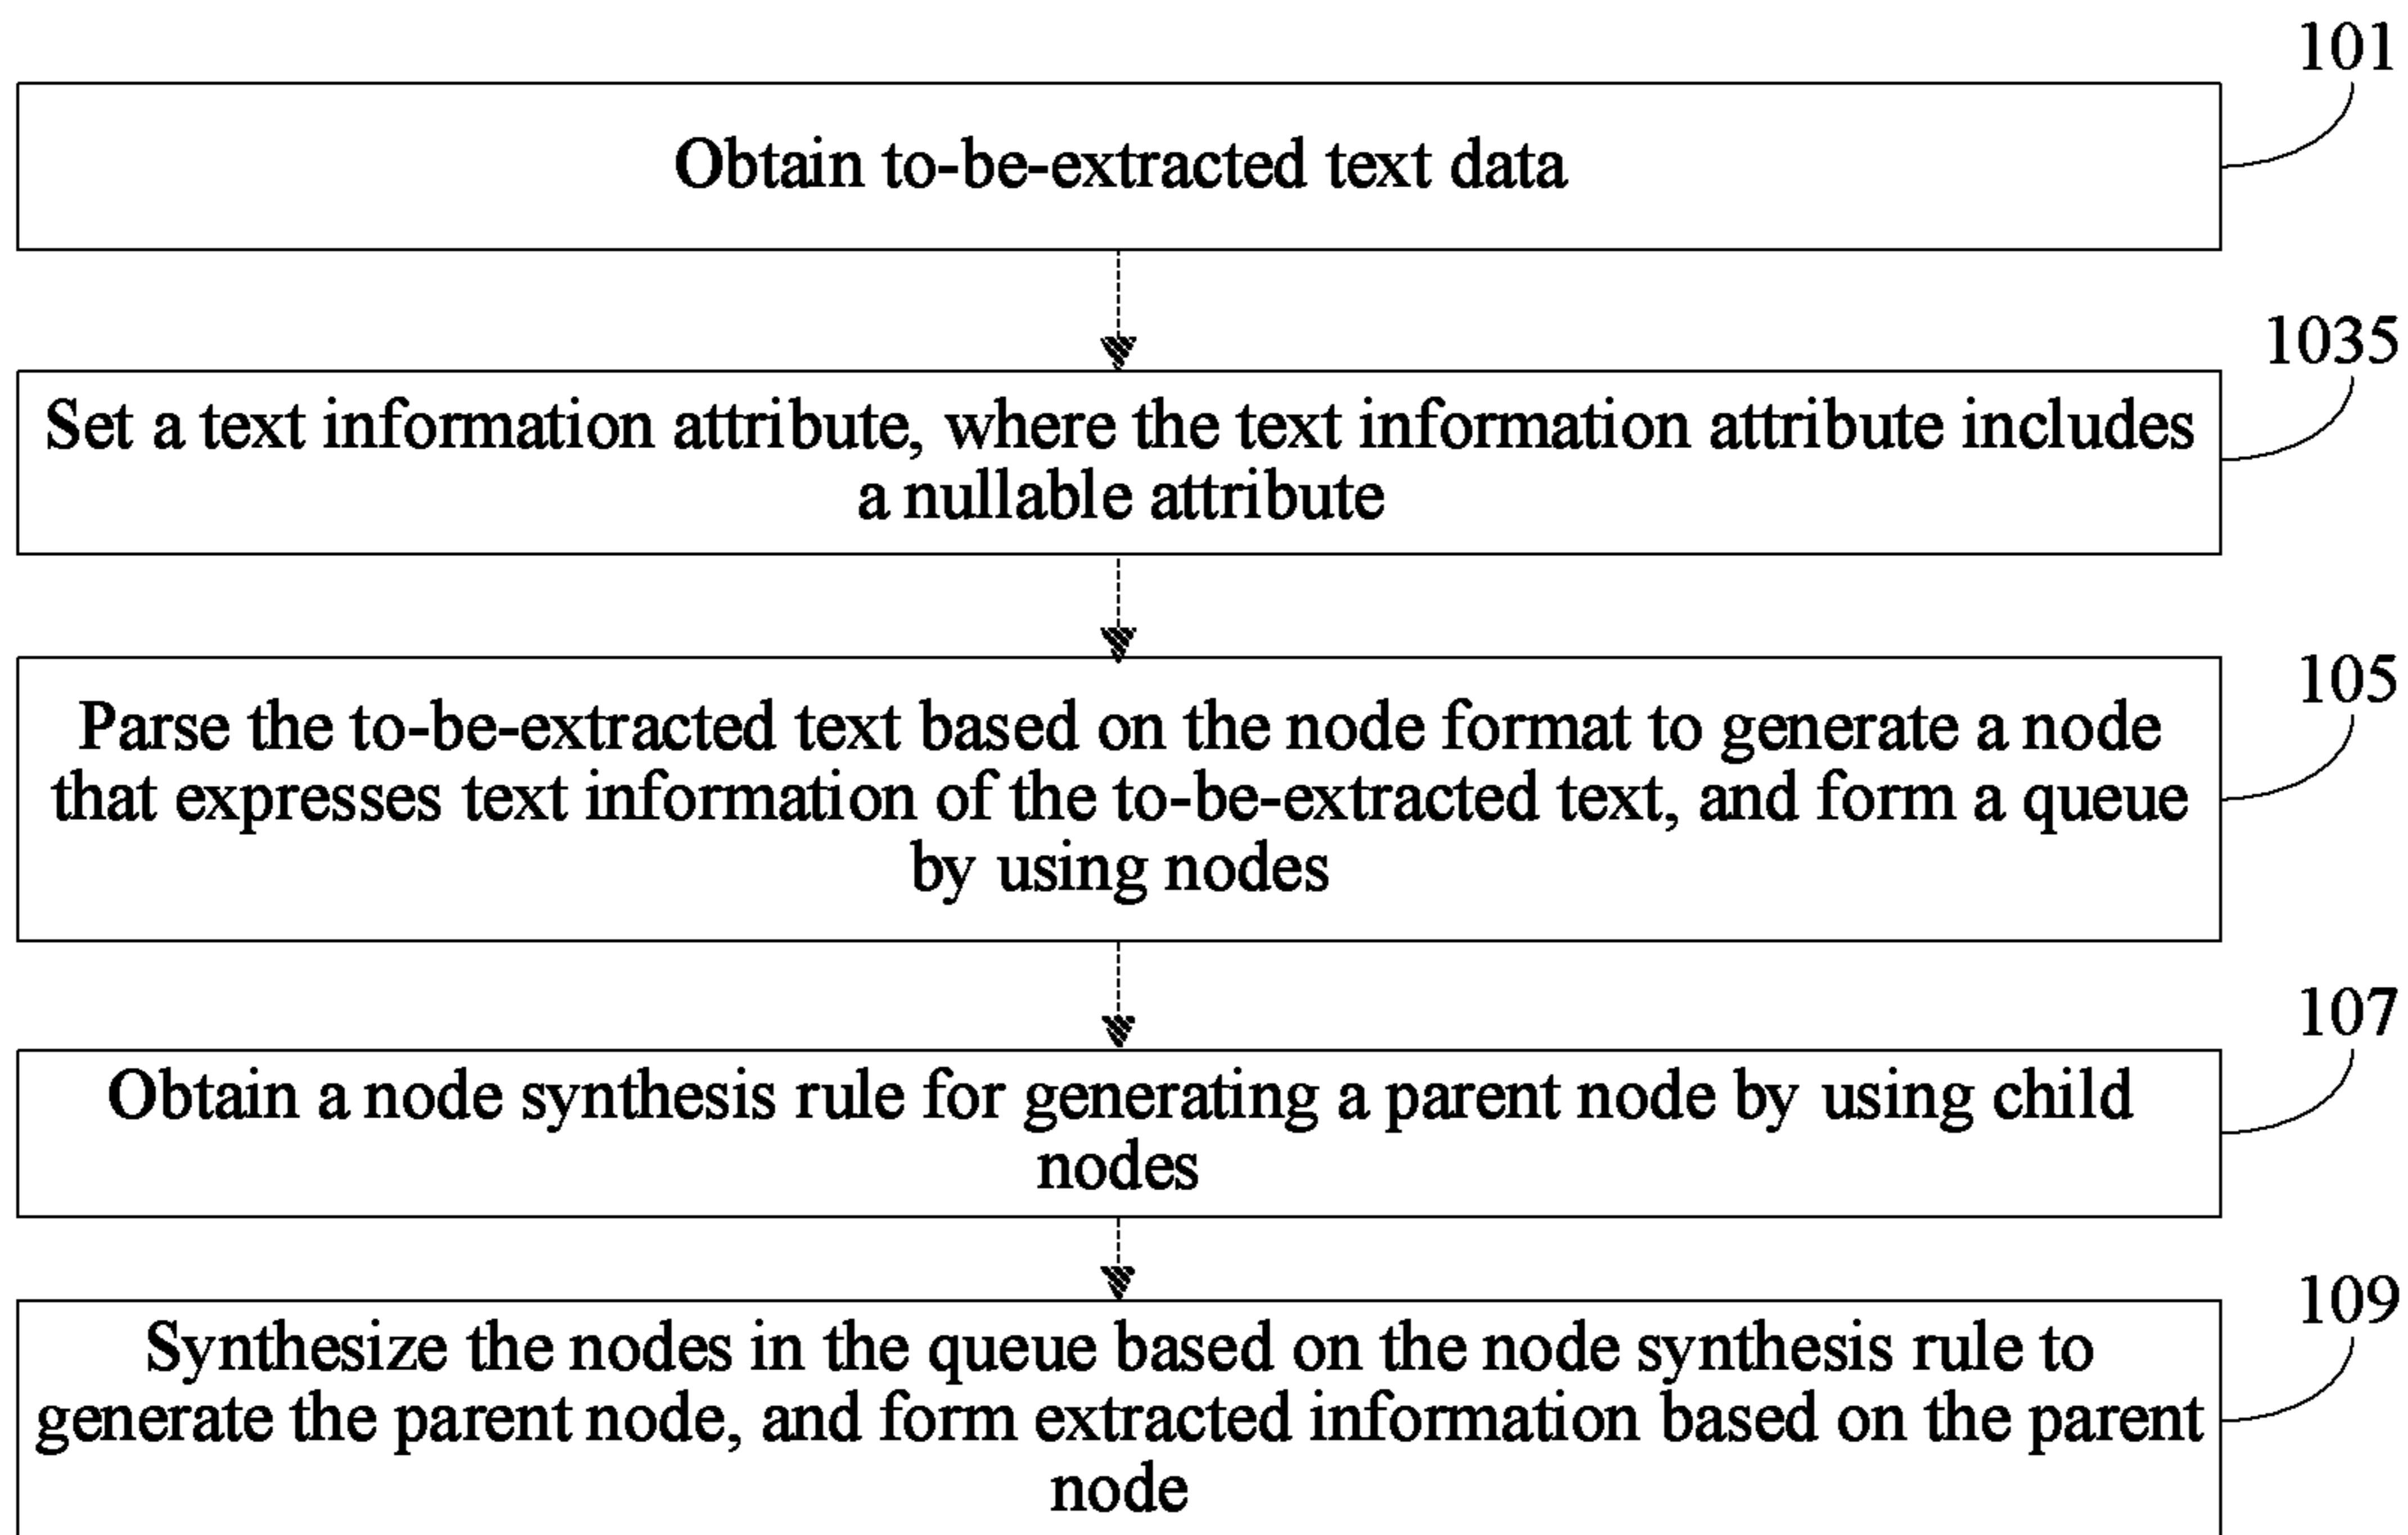 101
Obtain to-be-extracted text data
1035
Set a text information attribute, where the text information attribute includes
a nullable attribute
105
Parse the to-be-extracted text based on the node format to generate a node
that expresses text information of the to-be-extracted text, and form a queue
by using nodes
107
Obtain a node synthesis rule for generating a parent node by using child
nodes
109
Synthesize the nodes in the queue based on the node synthesis rule to
generate the parent node, and form extracted information based on the parent
node